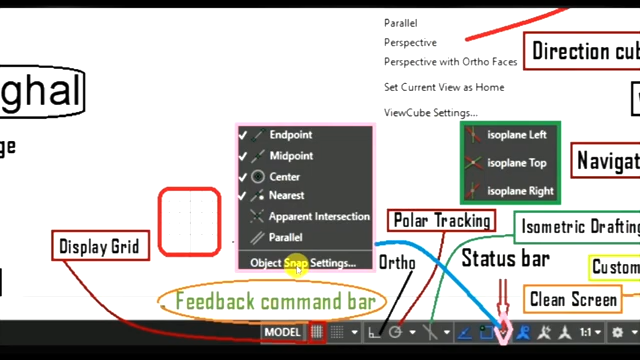 Parallel
Perspective
Perspective with Ortho Faces
Set Current View as Home
ViewCube Settings...
Direction cub
ghal
ge
Endpoint
Midpoint
Center
Nearest
Apparent Intersection
Parallel
Object Snap Settings...
isoplane Left
isoplane Top
isoplane Right
Navigat
Display Grid
Polar Tracking
Isometric Drafting
Ortho
Status bar
Custom
Clean Screen
Feedback command bar
MODEL
1:1